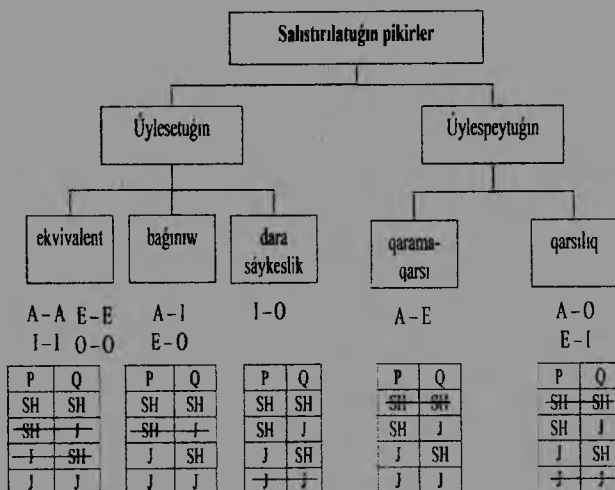 Salıstırılatuǵın pikirler
Úylesetuǵın
Úylespeytuǵın
ekvivalent
baǵınıw
dara
sáykeslik
qarama-
qarsı
qarsılıq
A-A E-E
I-I O-O
A-I
E-O
I-O
A-E
A-O
E-I
P Q
SH SH
SH J
J SH
J J
P Q
SH SH
SH J
J SH
J J
P Q
SH SH
SH J
J SH
J J
P Q
SH SH
SH J
J SH
J J
P Q
SH SH
SH J
J SH
J J